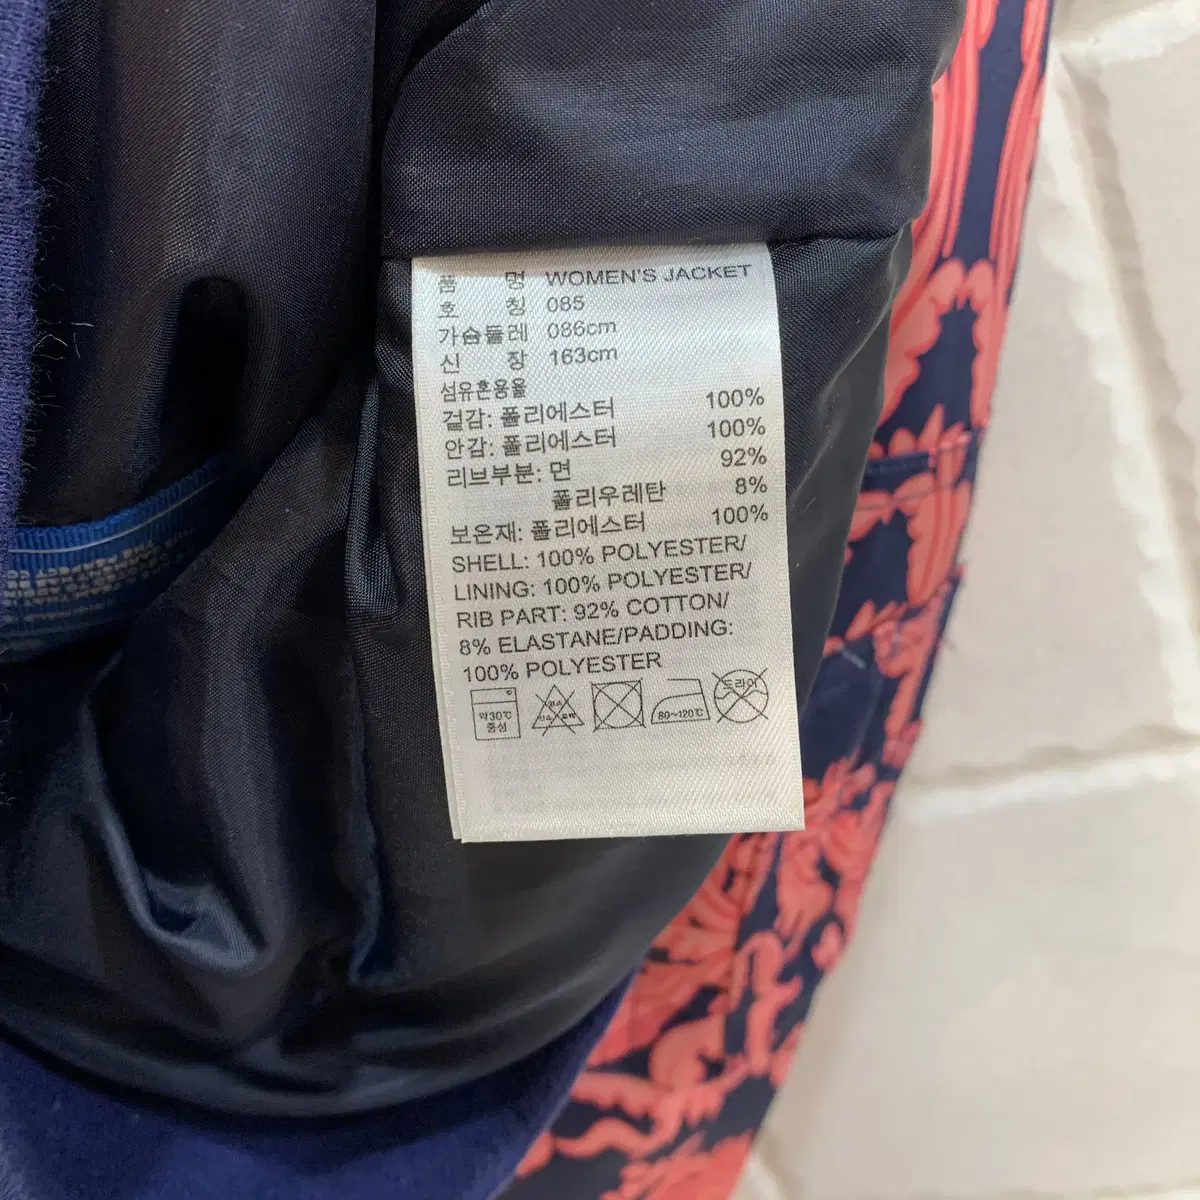 품 명 WOMEN'S JACKET
호 칭 085
가슴둘레 086cm
신 장 163cm
섬유혼용율
겉감: 폴리에스터 100%
안감: 폴리에스터 100%
리브부분: 면 92%
폴리우레탄 8%
보온재: 폴리에스터 100%
SHELL: 100% POLYESTER/
LINING: 100% POLYESTER/
RIB PART: 92% COTTON/
8% ELASTANE/PADDING:
100% POLYESTER
약30℃
중성
80~120℃
드라이